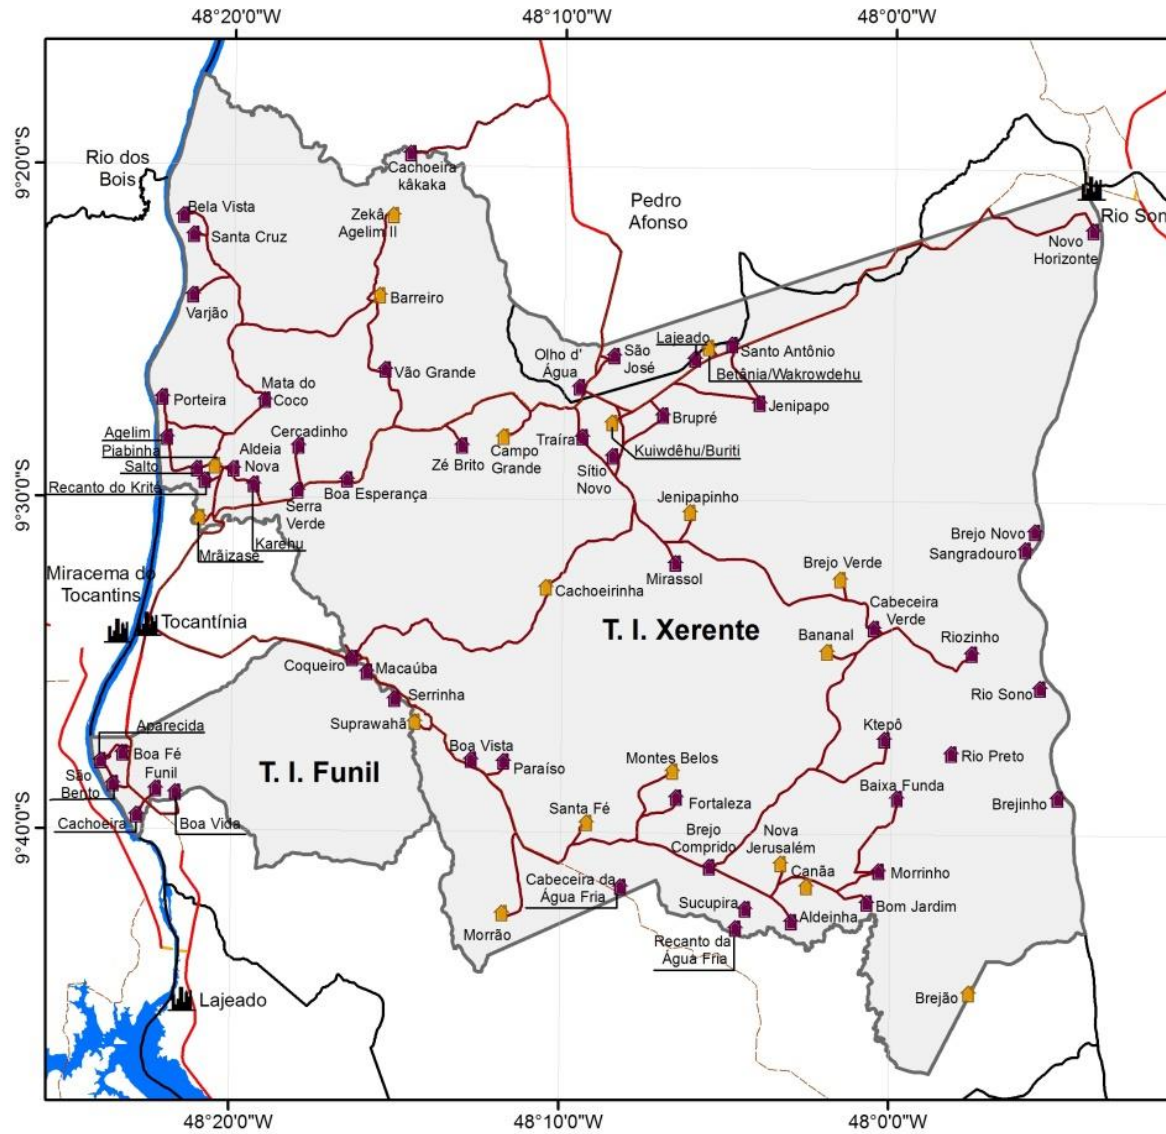 48°20'0"W
48°10'0"W
48°0'0"W
9°20'0"S
9°30'0"S
9°40'0"S
Rio dos
Bois
Cachoeira
kâkaka
Pedro
Afonso
Rio Son
Novo
Horizonte
Bela Vista
Santa Cruz
Zekâ
Agelim II
Varjão
Barreiro
Vão Grande
Olho d'
Água
São
José
Lajeado
Santo Antônio
Betânia/Wakrowdehu
Porteira
Mata do
Coco
Jenipapo
Brupré
Agelim
Piabinha
Salto
Recanto do Krite
Aldeia
Nova
Cercadinho
Zé Brito
Campo
Grande
Traíra
Kuiwdêhu/Buriti
Sítio
Novo
Serra
Verde
Boa Esperança
Karêhu
Mrãizase
Jenipapinho
Brejo Novo
Sangradouro
Miracema do
Tocantins
Tocantínia
Cachoeirinha
Mirassol
Brejo Verde
Cabeceira
Verde
T. I. Xerente
Bananal
Riozinho
Coqueiro
Macaúba
Serrinha
Suprawahã
Rio Sono
Aparecida
Boa Fé
Funil
São
Bento
Cachoeira
Boa Vida
T. I. Funil
Boa Vista
Paraíso
Montes Belos
Ktepô
Rio Preto
Fortaleza
Baixa Funda
Brejinho
Santa Fé
Brejo
Comprido
Nova
Jerusalém
Canãa
Morrinho
Cabeceira da
Água Fria
Sucupira
Aldeinha
Bom Jardim
Morrão
Recanto da
Água Fria
Brejão
Lajeado
48°20'0"W
48°10'0"W
48°0'0"W